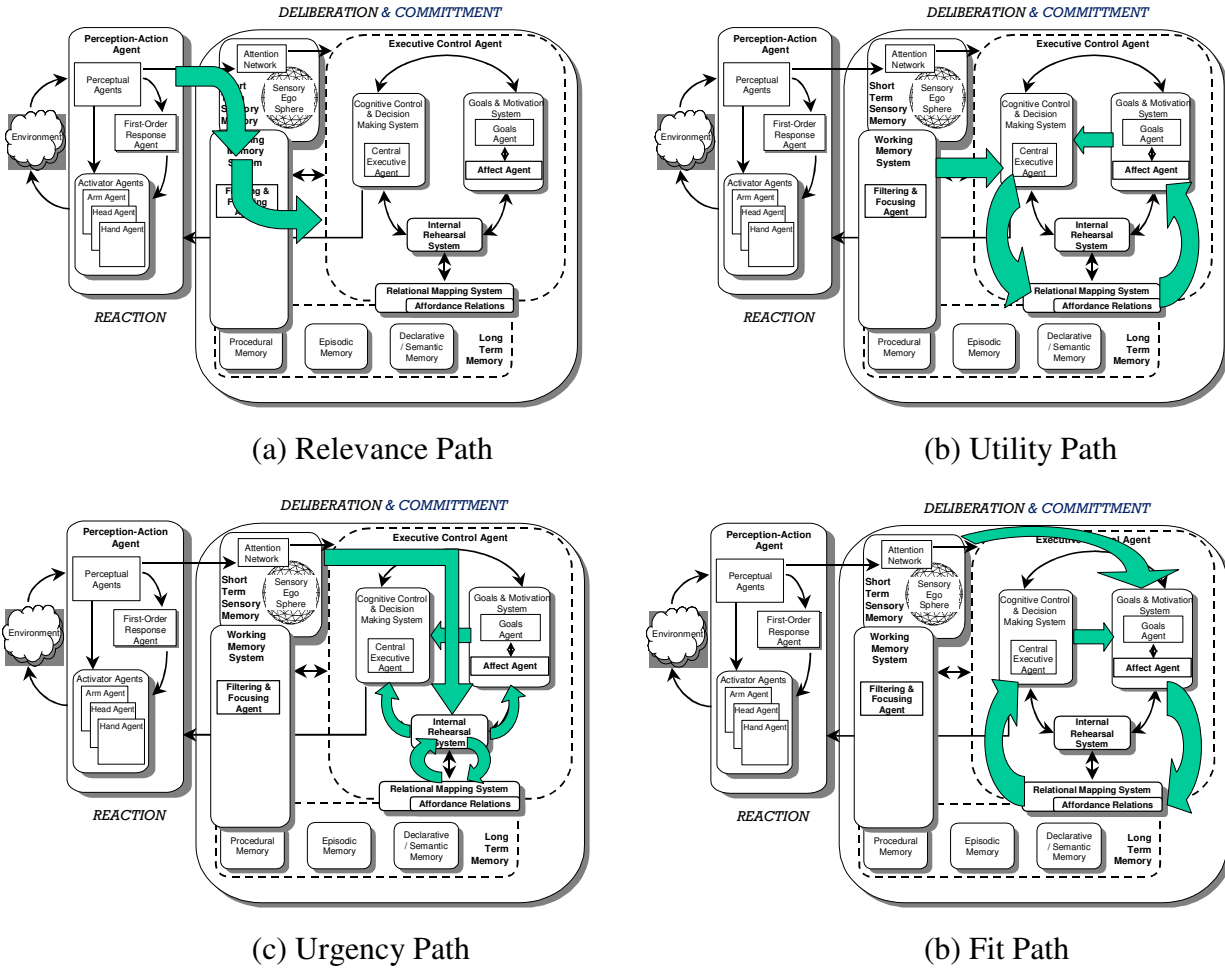 DELIBERATION & COMMITTMENT
Perception-Action
Agent
Perceptual
Agents
First-Order
Response
Agent
Environment
Activator Agents
Arm Agent
Head Agent
Hand Agent
REACTION
Attention
Network
Short
Sensory
Ego
Sphere
Memory
System
Executive Control Agent
Cognitive Control
& Decision
Making System
Central
Executive
Agent
Goals & Motivation
System
Goals
Agent
Affect Agent
Internal
Rehearsal
System
Relational Mapping System
Affordance Relations
Procedural
Memory
Episodic
Memory
Declarative
/ Semantic
Memory
Long
Term
Memory
(a) Relevance Path
DELIBERATION & COMMITTMENT
Perception-Action
Agent
Perceptual
Agents
First-Order
Response
Agent
Environment
Activator Agents
Arm Agent
Head Agent
Hand Agent
REACTION
Attention
Network
Short
Term
Sensory
Memory
Sensory
Ego
Sphere
Working
Memory
System
Filtering &
Focusing
Agent
Executive Control Agent
Cognitive Control
& Decision
Making System
Central
Executive
Agent
Goals & Motivation
System
Goals
Agent
Affect Agent
Internal
Rehearsal
System
Relational Mapping System
Affordance Relations
Procedural
Memory
Episodic
Memory
Declarative
/ Semantic
Memory
Long
Term
Memory
(b) Utility Path
DELIBERATION & COMMITTMENT
Perception-Action
Agent
Perceptual
Agents
First-Order
Response
Agent
Environment
Activator Agents
Arm Agent
Head Agent
Hand Agent
REACTION
Attention
Network
Short
Term
Sensory
Memory
Sensory
Ego
Sphere
Working
Memory
System
Filtering &
Focusing
Agent
Executive Control Agent
Cognitive Control
& Decision
Making System
Central
Executive
Agent
Goals & Motivation
System
Goals
Agent
Affect Agent
Internal
Rehearsal
System
Relational Mapping System
Affordance Relations
Procedural
Memory
Episodic
Memory
Declarative
/ Semantic
Memory
Long
Term
Memory
(c) Urgency Path
DELIBERATION & COMMITTMENT
Perception-Action
Agent
Perceptual
Agents
First-Order
Response
Agent
Environment
Activator Agents
Arm Agent
Head Agent
Hand Agent
REACTION
Attention
Network
Short
Term
Sensory
Memory
Sensory
Ego
Sphere
Working
Memory
System
Filtering &
Focusing
Agent
Executive Control Agent
Cognitive Control
& Decision
Making System
Central
Executive
Agent
Goals & Motivation
System
Goals
Agent
Affect Agent
Internal
Rehearsal
System
Relational Mapping System
Affordance Relations
Procedural
Memory
Episodic
Memory
Declarative
/ Semantic
Memory
Long
Term
Memory
(b) Fit Path